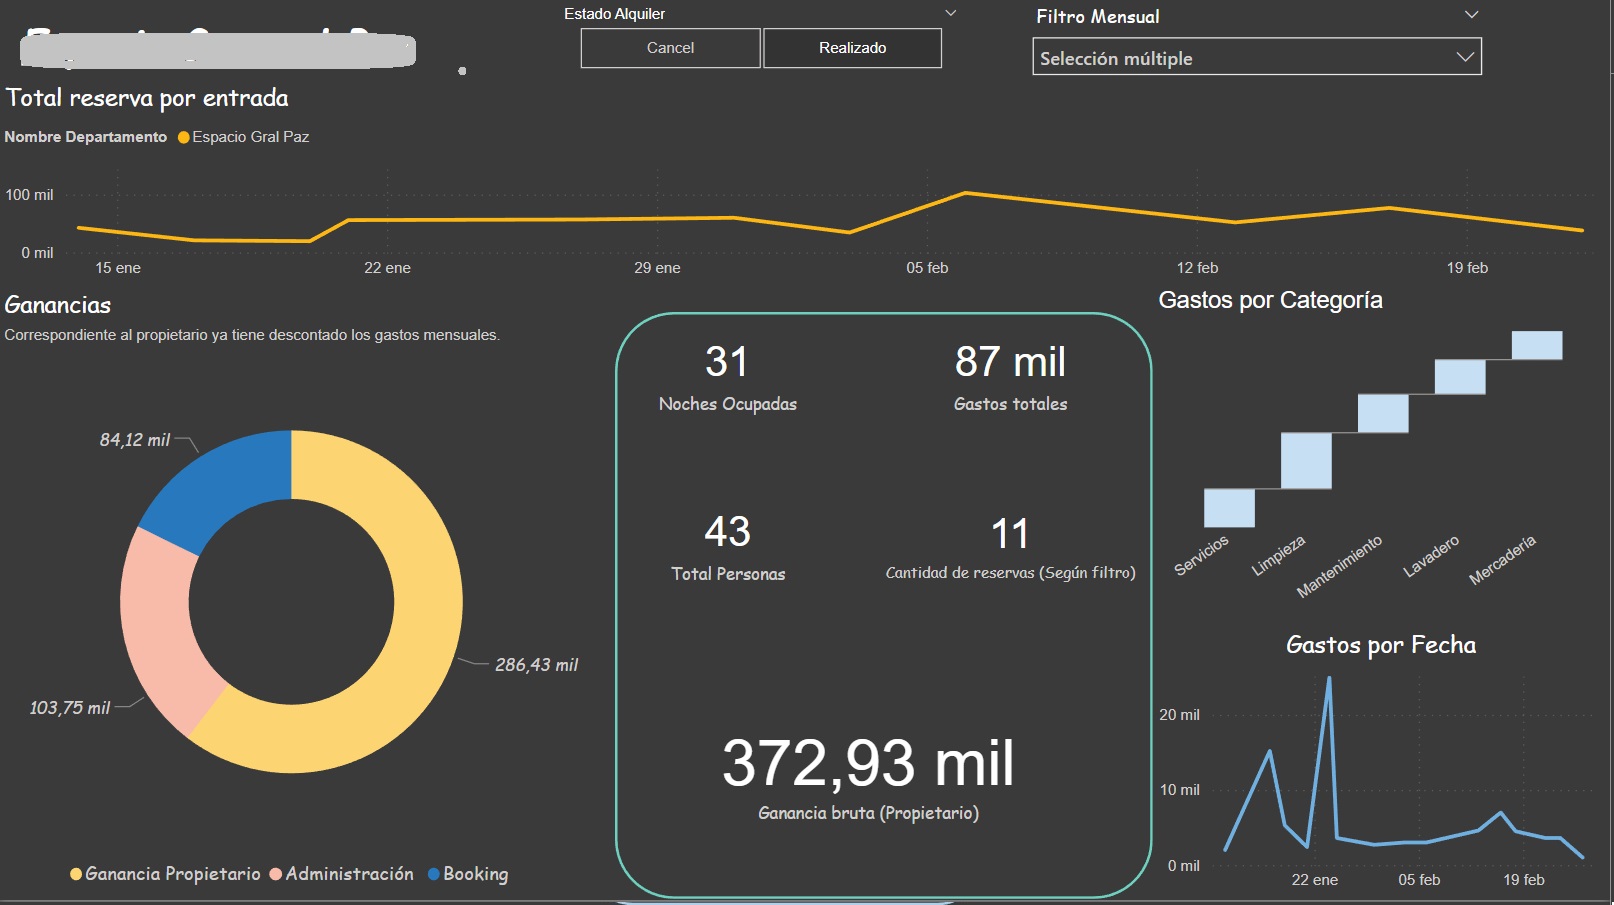 Estado Alquiler
Cancel
Realizado
Filtro Mensual
Selección múltiple
Total reserva por entrada
Nombre Departamento
Espacio Gral Paz
100 mil
0 mil
15 ene
22 ene
29 ene
05 feb
12 feb
19 feb
Ganancias
Correspondiente al propietario ya tiene descontado los gastos mensuales.
84,12 mil
286,43 mil
103,75 mil
Ganancia Propietario
Administración
Booking
31
Noches Ocupadas
87 mil
Gastos totales
43
Total Personas
11
Cantidad de reservas (Según filtro)
372,93 mil
Ganancia bruta (Propietario)
Gastos por Categoría
Servicios
Limpieza
Mantenimiento
Lavadero
Mercadería
Gastos por Fecha
20 mil
10 mil
0 mil
22 ene
05 feb
19 feb